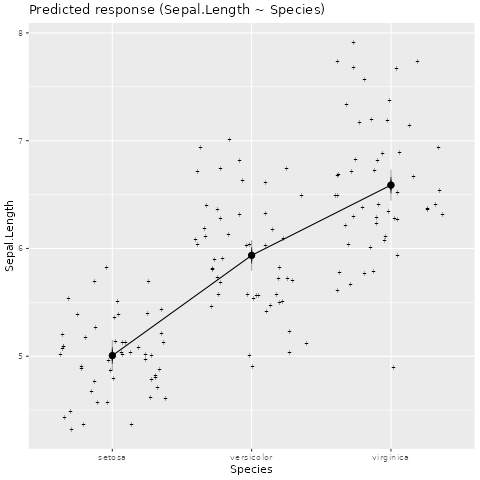 Predicted response (Sepal.Length ~ Species)
8
7
6
5
Sepal.Length
setosa
versicolor
virginica
Species